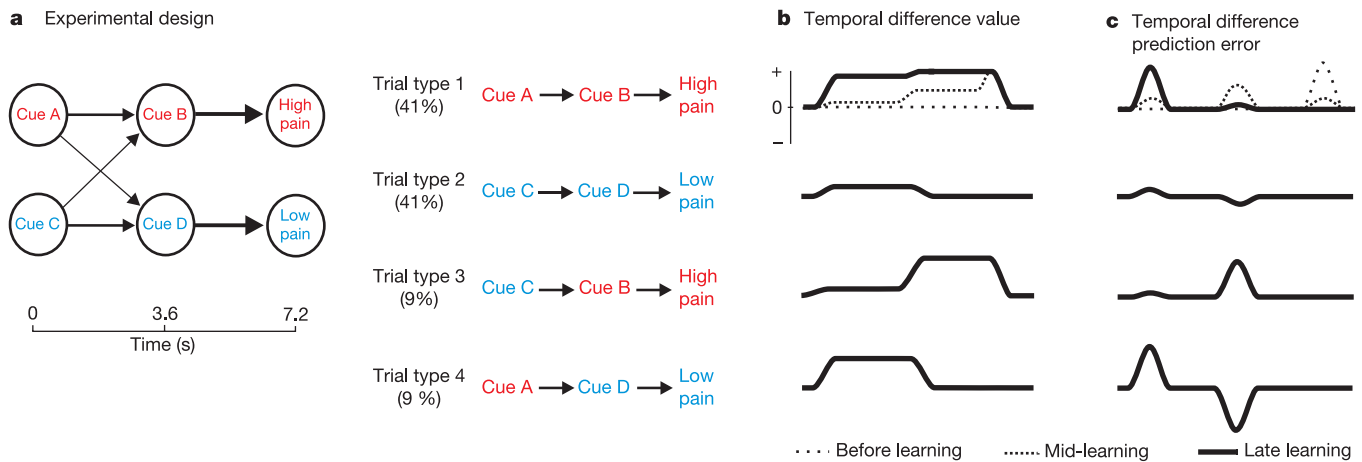 a Experimental design
Cue A
Cue B
High
pain
Cue C
Cue D
Low
pain
0 3.6 7.2
Time (s)
Trial type 1
(41%)
Cue A Cue B High
pain
Trial type 2
(41%)
Cue C Cue D Low
pain
Trial type 3
(9%)
Cue C Cue B High
pain
Trial type 4
(9 %)
Cue A Cue D Low
pain
b Temporal difference value
+
0
−
c Temporal difference
prediction error
Before learning Mid-learning Late learning